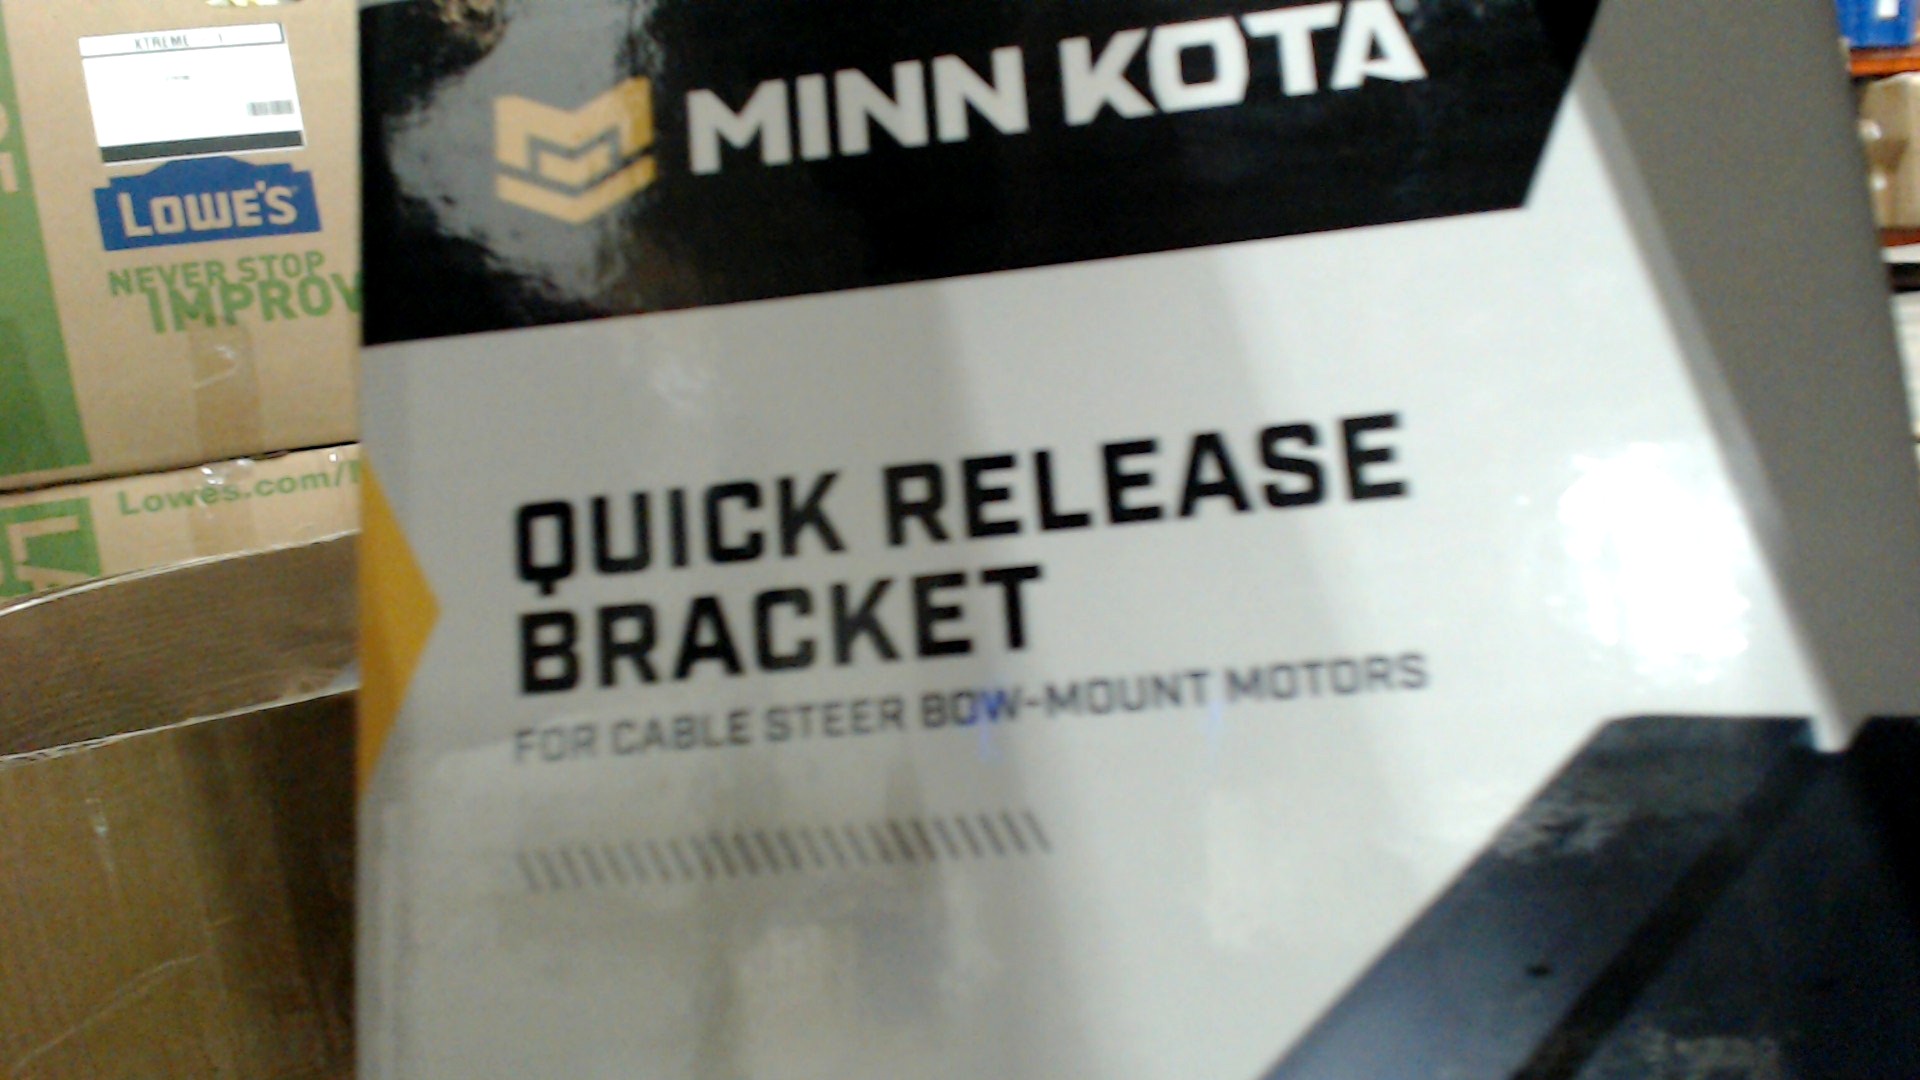 XTREME
LOWE'S
NEVER STOP
IMPROV
Lowes.com/
MINN KOTA
QUICK RELEASE
BRACKET
FOR CABLE STEER BOW-MOUNT MOTORS